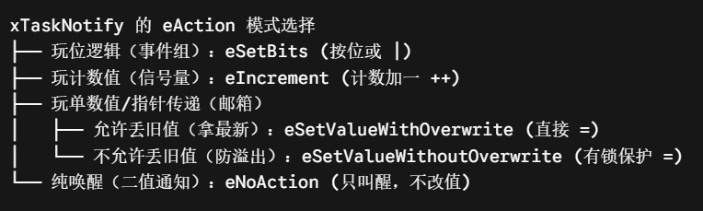 xTaskNotify 的 eAction 模式选择
├── 玩位逻辑（事件组）：eSetBits (按位或 |)
├── 玩计数值（信号量）：eIncrement (计数加一 ++)
├── 玩单数值/指针传递（邮箱）
│   ├── 允许丢旧值（拿最新）：eSetValueWithOverwrite (直接 =)
│   └── 不允许丢旧值（防溢出）：eSetValueWithoutOverwrite (有锁保护 =)
└── 纯唤醒（二值通知）：eNoAction (只叫醒，不改值)